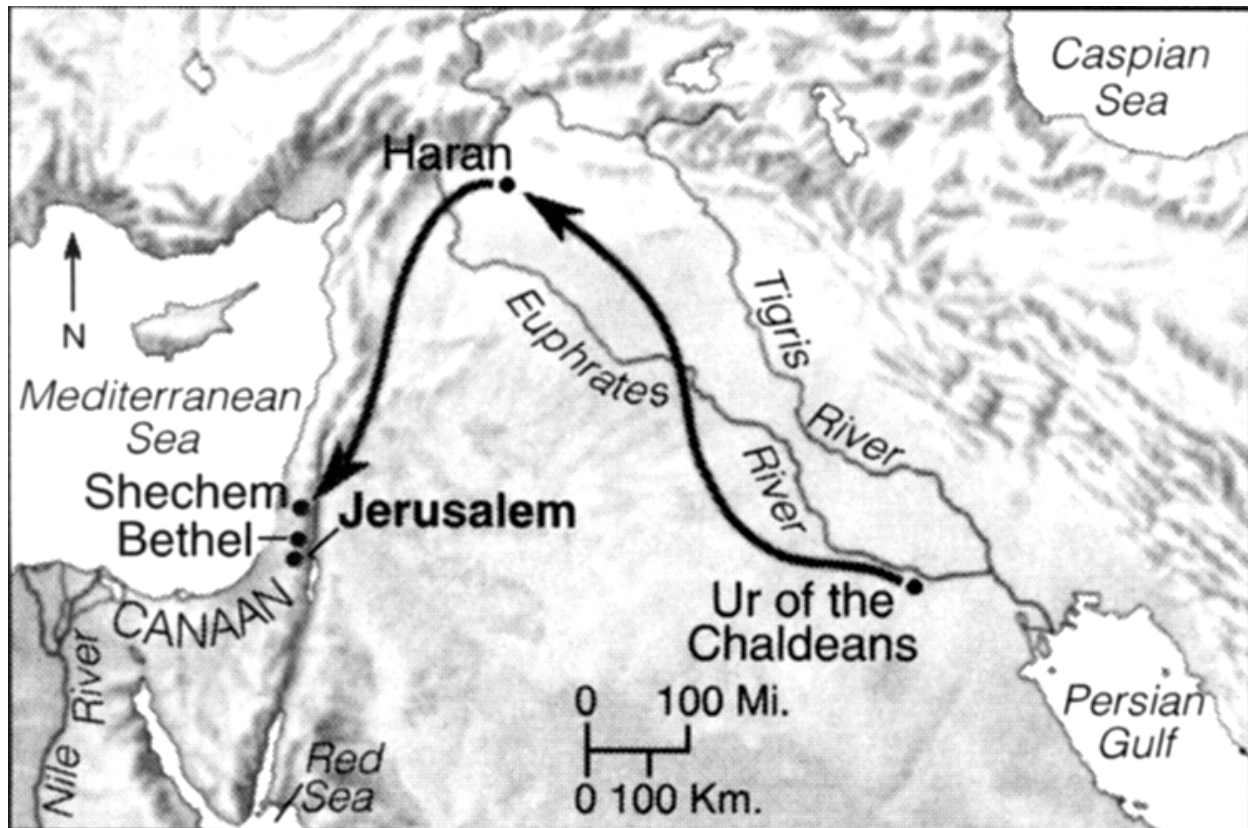 Caspian
Sea
Haran
N
Tigris
River
Euphrates
River
Mediterranean
Sea
Shechem
Bethel
Jerusalem
CANAAN
Ur of the
Chaldeans
Nile
River
Red
Sea
0 100 Mi.
0 100 Km.
Persian
Gulf